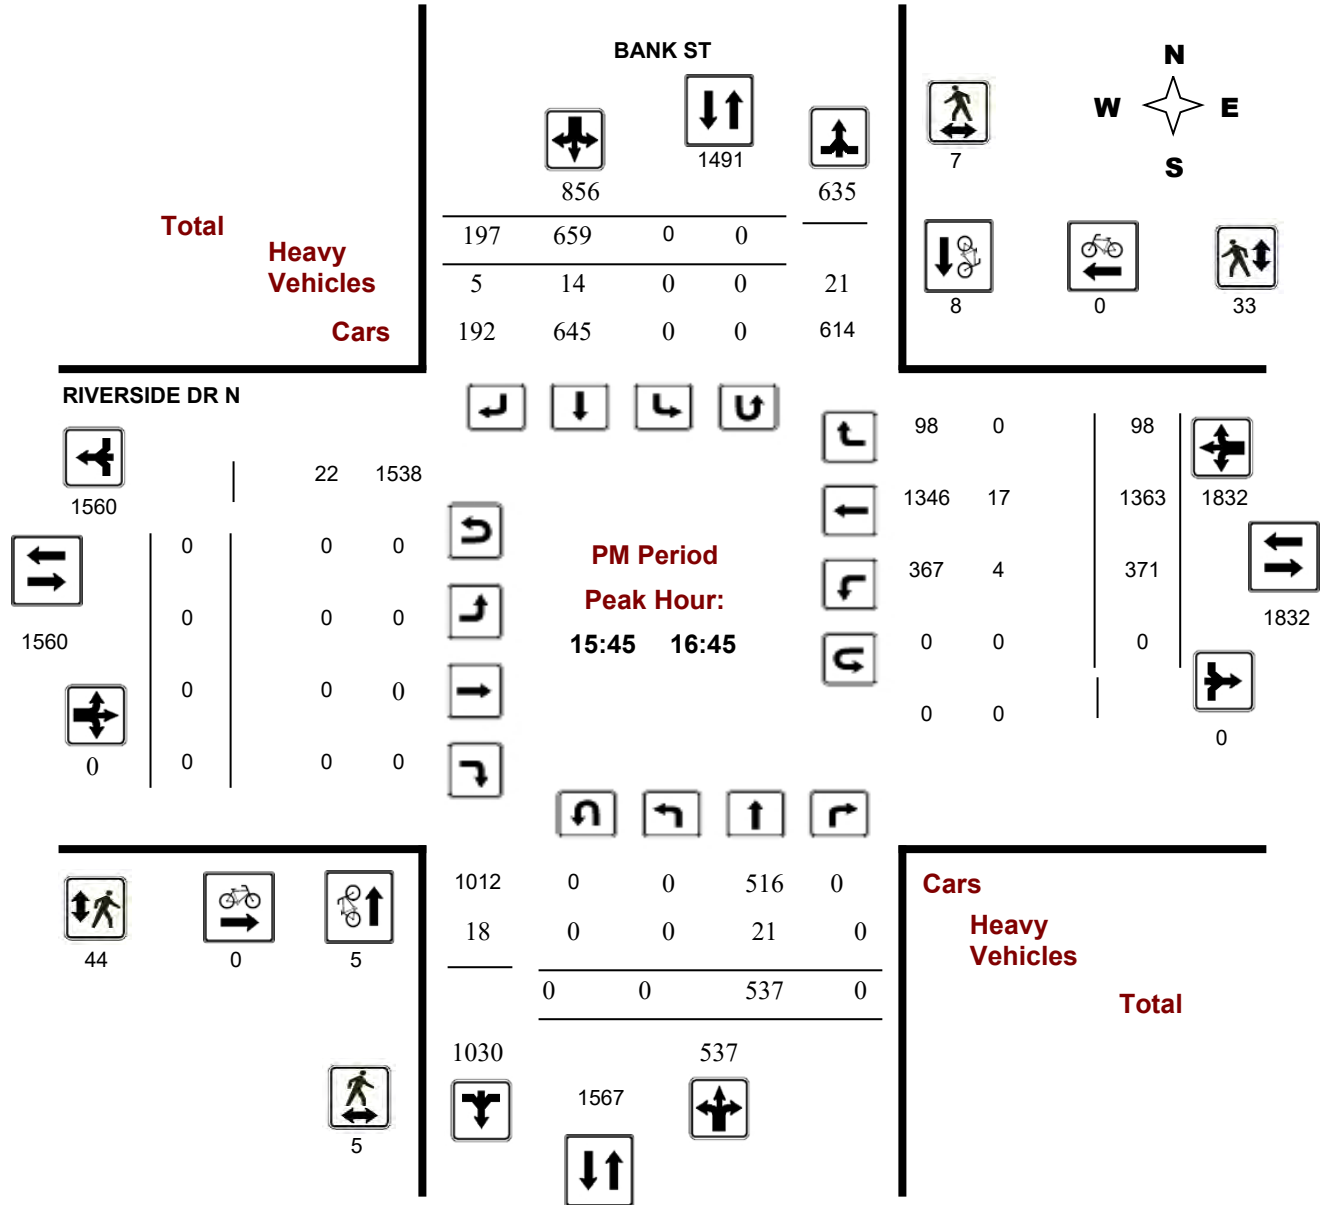 BANK ST
N
W E
S
1491
7
856
635
Total
197 659 0 0
Heavy
Vehicles
5 14 0 0 21
8 0 33
Cars
192 645 0 0 614
RIVERSIDE DR N
98 0 98
22 1538
1560
1346 17 1363 1832
0 0 0
PM Period
367 4 371
Peak Hour:
0 0 0
1832
1560
15:45 16:45
0 0 0
0 0 0
0 0
0
0 0 0 0
1012 0 0 516 0
Cars
18 0 0 21 0
Heavy
Vehicles
44 0 5
0 0 537 0
Total
1030 537
1567
5